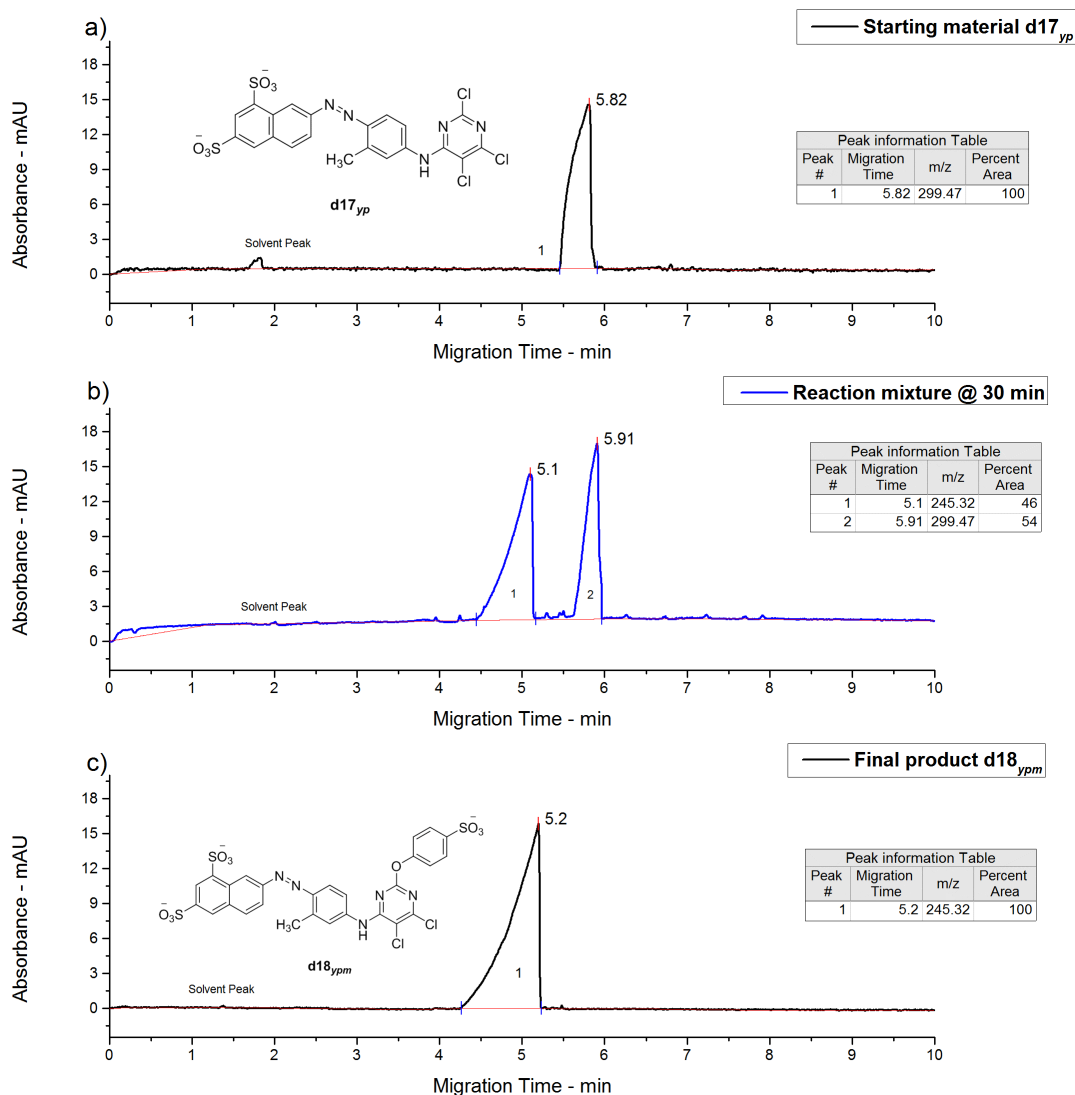 a)
Starting material d17yp
Absorbance - mAU
18
15
12
9
6
3
0
SO3−
−O3S
N
N
H3C
N
H
N
N
Cl
Cl
Cl
d17yp
5.82
Solvent Peak
1
Peak information Table
Peak # Migration Time m/z Percent Area
1 5.82 299.47 100
0 1 2 3 4 5 6 7 8 9 10
Migration Time - min
b)
Reaction mixture @ 30 min
Absorbance - mAU
18
15
12
9
6
3
0
5.1
5.91
Solvent Peak
1
2
Peak information Table
Peak # Migration Time m/z Percent Area
1 5.1 245.32 46
2 5.91 299.47 54
0 1 2 3 4 5 6 7 8 9 10
Migration Time - min
c)
Final product d18ypm
Absorbance - mAU
18
15
12
9
6
3
0
SO3−
O
SO3−
−O3S
N
N
H3C
N
H
N
N
Cl
Cl
d18ypm
5.2
Solvent Peak
1
Peak information Table
Peak # Migration Time m/z Percent Area
1 5.2 245.32 100
0 1 2 3 4 5 6 7 8 9 10
Migration Time - min